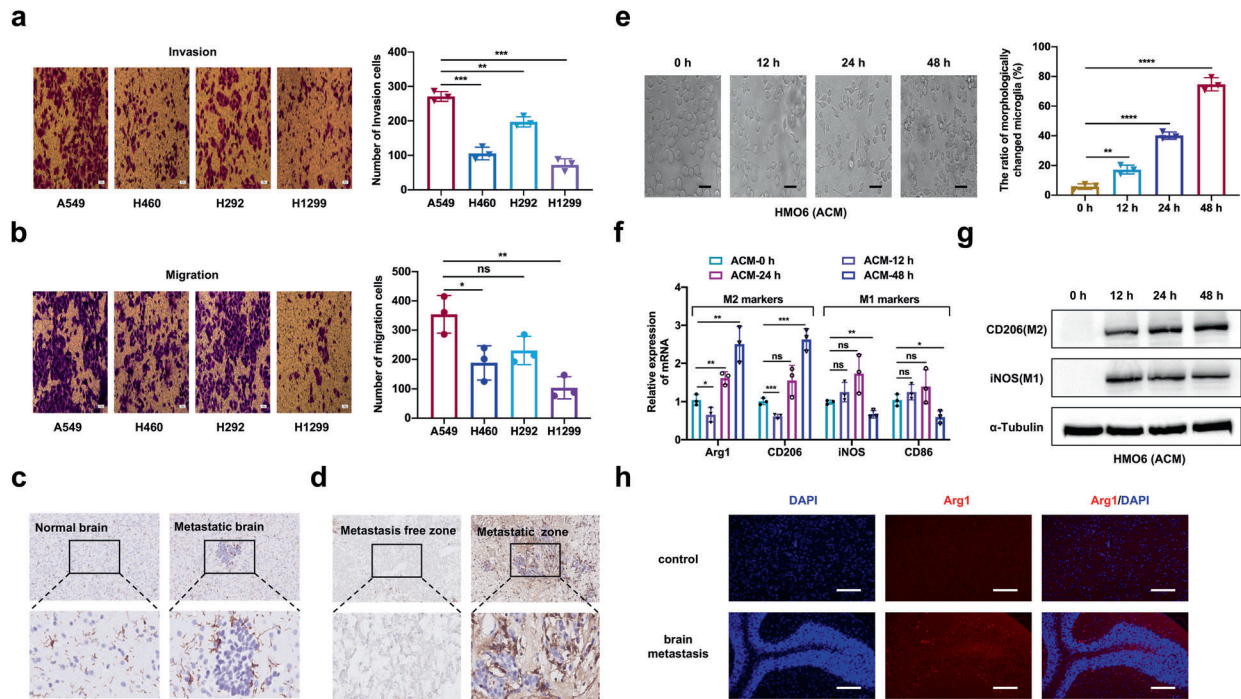 a
Invasion
A549
H460
H292
H1299
Number of Invasion cells
400
300
200
100
0
***
**
***
A549
H460
H292
H1299
b
Migration
A549
H460
H292
H1299
Number of migration cells
500
400
300
200
100
0
**
ns
*
A549
H460
H292
H1299
c
Normal brain
Metastatic brain
d
Metastasis free zone
Metastatic zone
e
0 h
12 h
24 h
48 h
HMO6 (ACM)
The ratio of morphologically
changed microglia (%)
100
80
60
40
20
0
****
****
**
0 h
12 h
24 h
48 h
f
ACM-0 h
ACM-12 h
ACM-24 h
ACM-48 h
M2 markers
M1 markers
Relative expression
of mRNA
4
3
2
1
0
**
**
*
***
ns
***
**
ns
ns
*
ns
ns
Arg1
CD206
iNOS
CD86
g
0 h
12 h
24 h
48 h
CD206(M2)
iNOS(M1)
α-Tubulin
HMO6 (ACM)
h
DAPI
Arg1
Arg1/DAPI
control
brain
metastasis